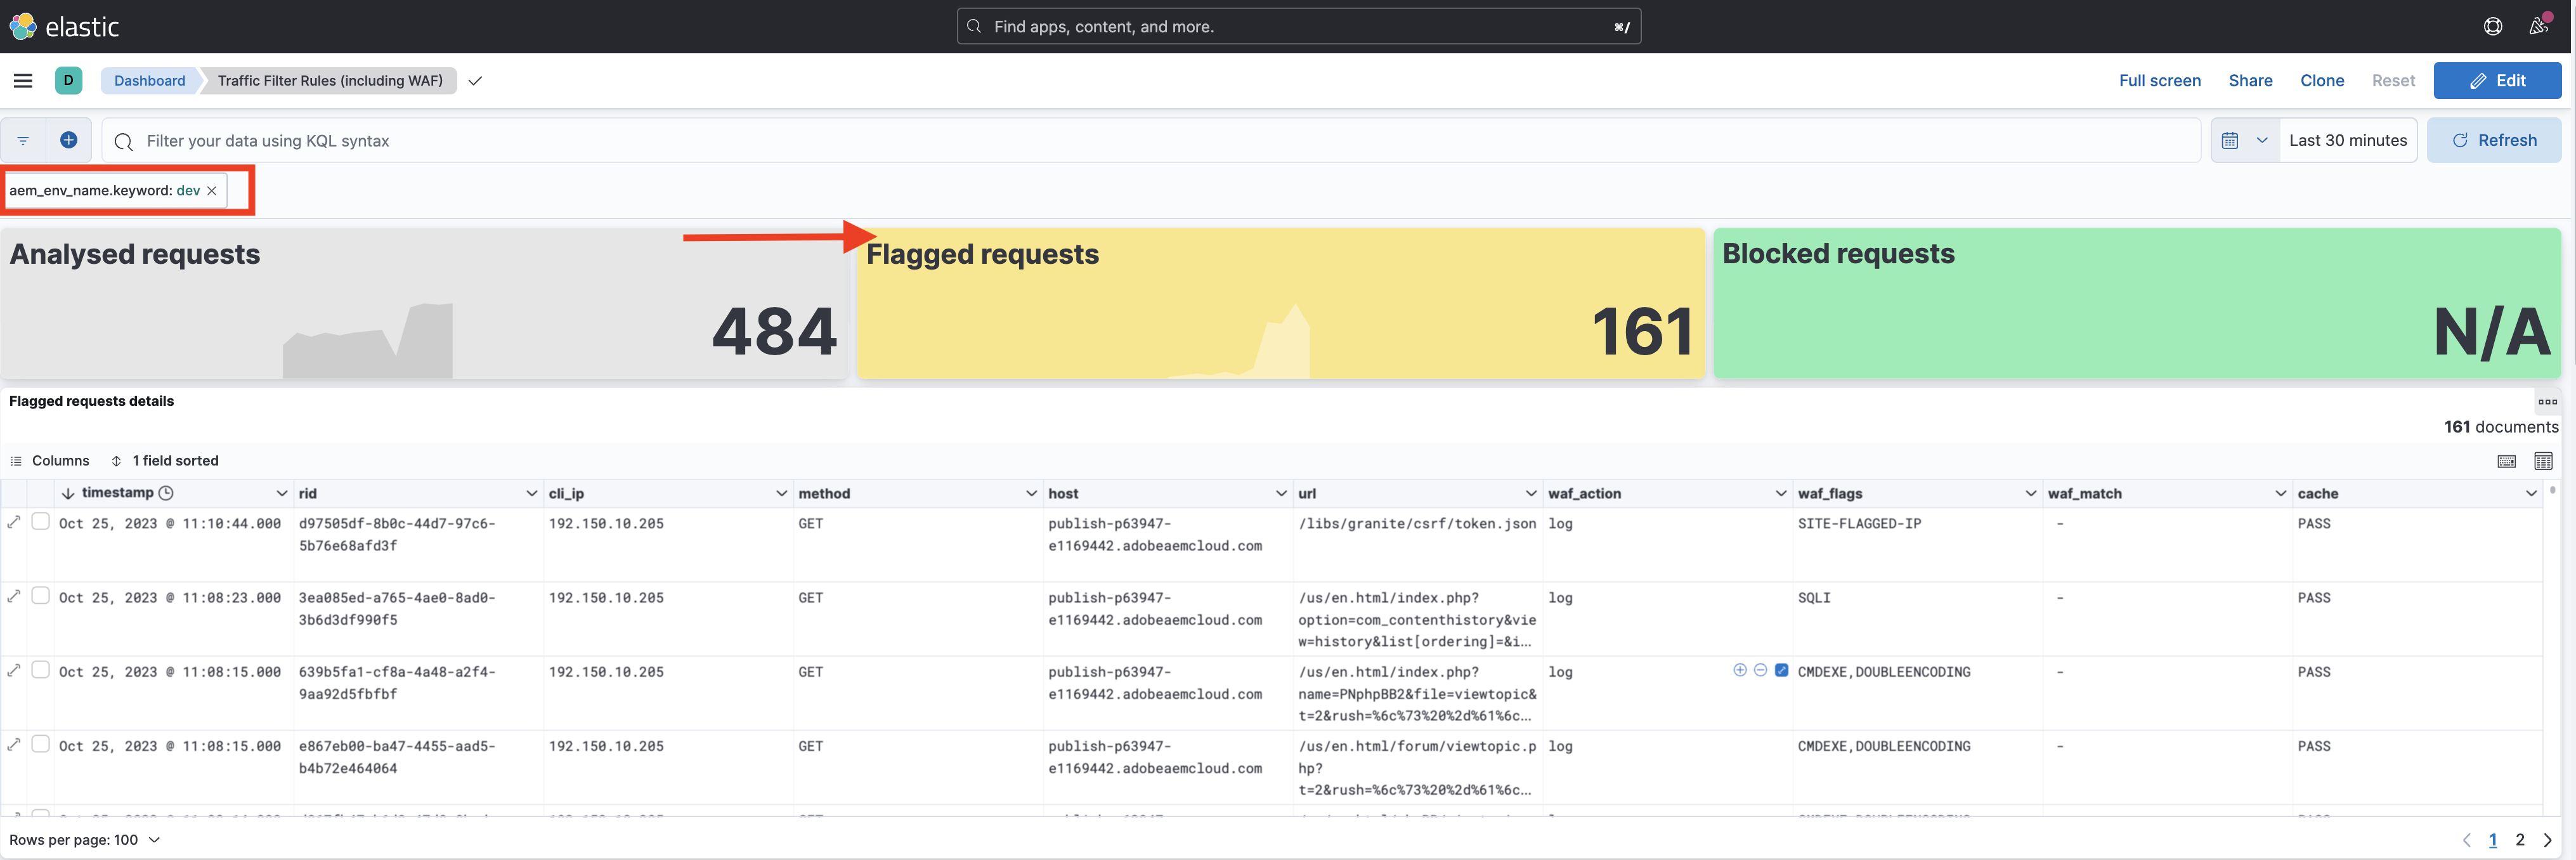 elastic
Find apps, content, and more.
⌘/
D
Dashboard
Traffic Filter Rules (including WAF)
Full screen
Share
Clone
Reset
Edit
Filter your data using KQL syntax
Last 30 minutes
Refresh
aem_env_name.keyword: dev ×
Analysed requests
484
Flagged requests
161
Blocked requests
N/A
Flagged requests details
161 documents
Columns
1 field sorted
timestamp rid cli_ip method host url waf_action waf_flags waf_match cache
Oct 25, 2023 @ 11:10:44.000 d97505df-8b0c-44d7-97c6- 192.150.10.205 GET publish-p63947- /libs/granite/csrf/token.json log SITE-FLAGGED-IP - PASS
5b76e68afd3f e1169442.adobeaemcloud.com
Oct 25, 2023 @ 11:08:23.000 3ea085ed-a765-4ae0-8ad0- 192.150.10.205 GET publish-p63947- /us/en.html/index.php? log SQLI - PASS
3b6d3df990f5 e1169442.adobeaemcloud.com option=com_contenthistory&vie
w=history&list[ordering]=&i…
Oct 25, 2023 @ 11:08:15.000 639b5fa1-cf8a-4a48-a2f4- 192.150.10.205 GET publish-p63947- /us/en.html/index.php? log CMDEXE,DOUBLEENCODING - PASS
9aa92d5fbfbf e1169442.adobeaemcloud.com name=PNphpBB2&file=viewtopic&
t=2&rush=%6c%73%20%2d%61%6c…
Oct 25, 2023 @ 11:08:15.000 e867eb00-ba47-4455-aad5- 192.150.10.205 GET publish-p63947- /us/en.html/forum/viewtopic.p log CMDEXE,DOUBLEENCODING - PASS
b4b72e464064 e1169442.adobeaemcloud.com hp?
t=2&rush=%6c%73%20%2d%61%6c…
Rows per page: 100
1 2